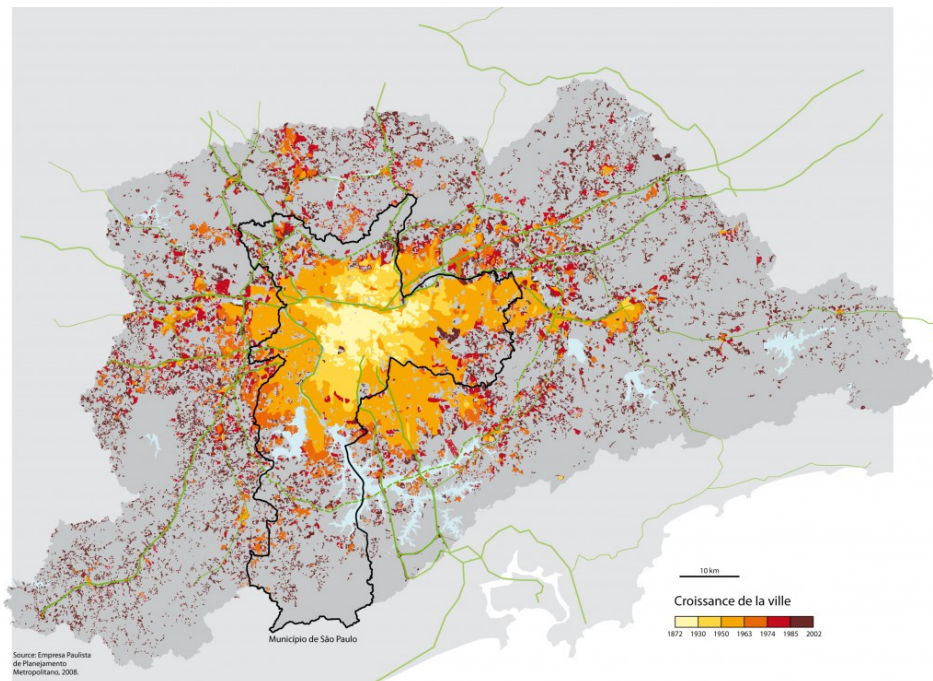 10 km
Croissance de la ville
1872 1930 1950 1963 1974 1985 2002
Município de São Paulo
Source: Empresa Paulista
de Planejamento
Metropolitano, 2008.